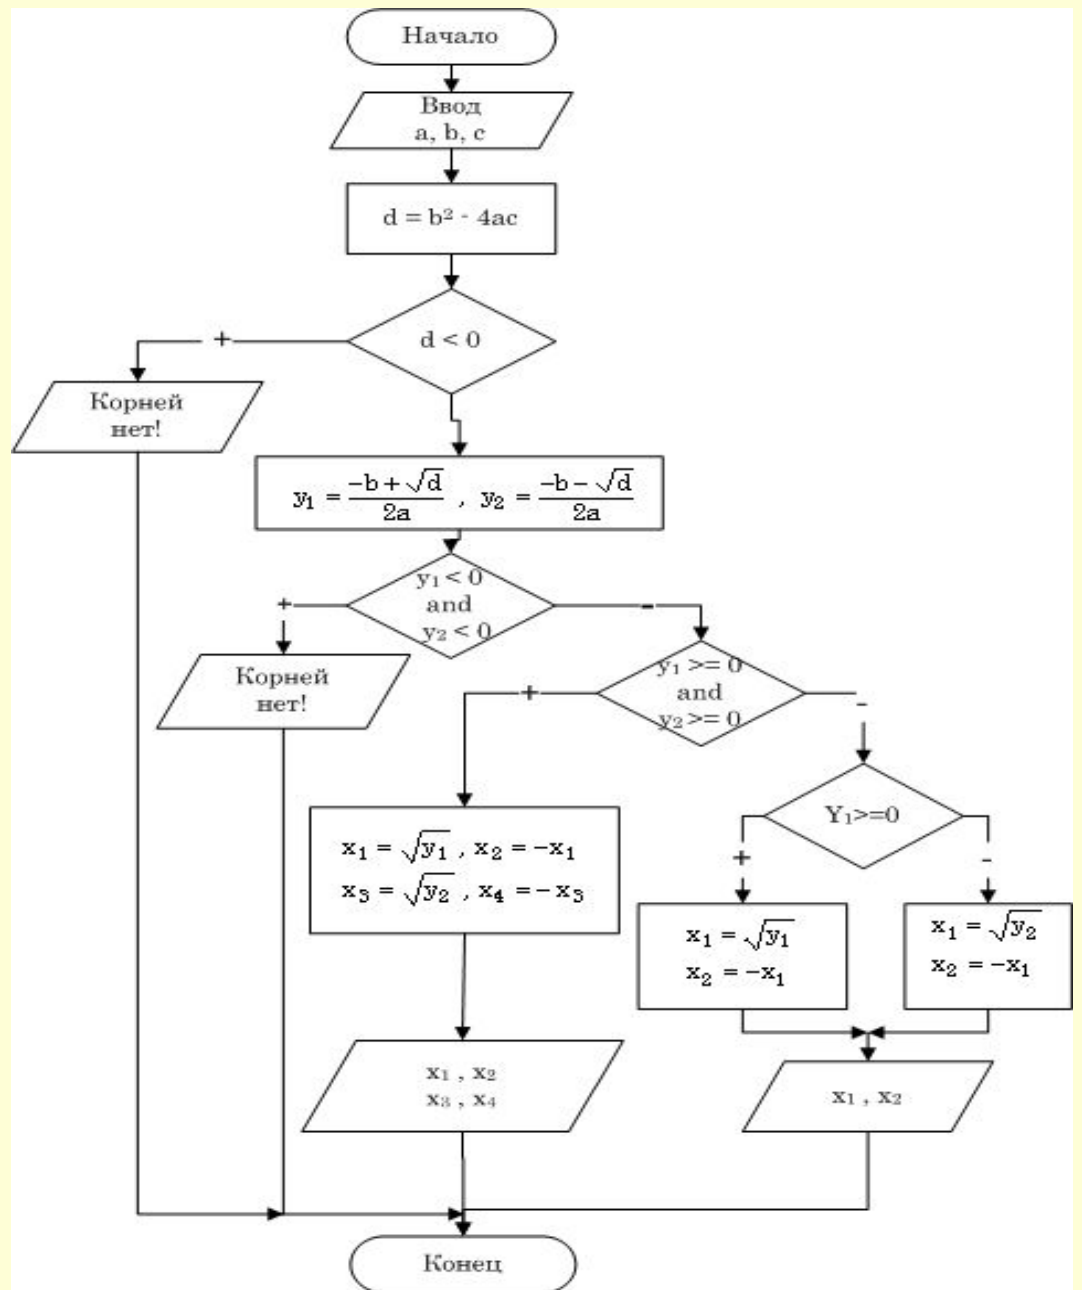 Начало
Ввод
a, b, c
d = b² - 4ac
d < 0
+
Корней
нет!
y₁ = (-b + √d)/2a , y₂ = (-b - √d)/2a
y₁ < 0
and
y₂ < 0
+
-
Корней
нет!
y₁ >= 0
and
y₂ >= 0
+
-
Y₁>=0
+
-
x₁ = √y₁ , x₂ = -x₁
x₃ = √y₂ , x₄ = -x₃
x₁ = √y₁
x₂ = -x₁
x₁ = √y₂
x₂ = -x₁
x₁ , x₂
x₃ , x₄
x₁ , x₂
Конец